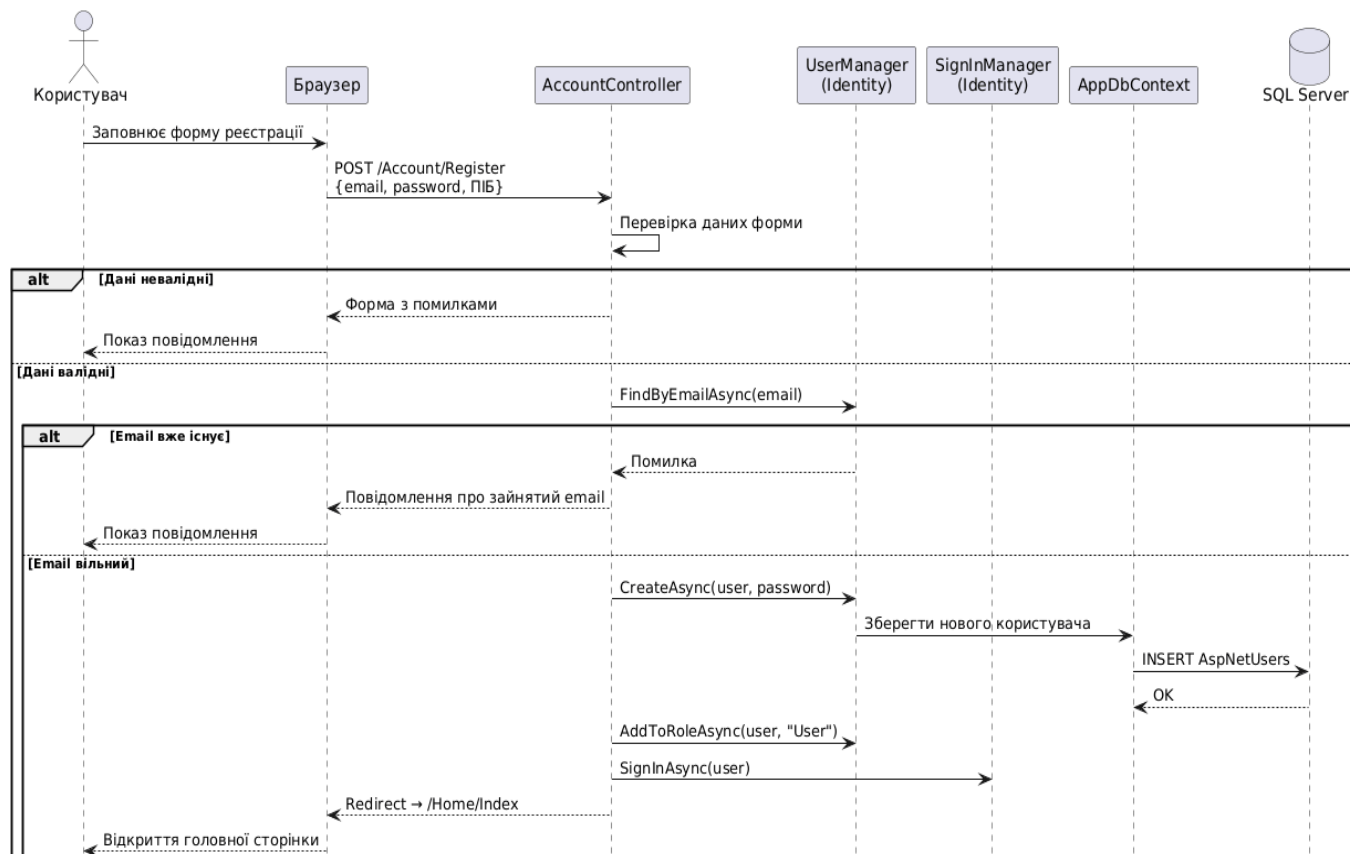 Користувач
Браузер
AccountController
UserManager
(Identity)
SignInManager
(Identity)
AppDbContext
SQL Server
Заповнює форму реєстрації
POST /Account/Register
{email, password, ПІБ}
Перевірка даних форми
alt [Дані невалідні]
Форма з помилками
Показ повідомлення
[Дані валідні]
FindByEmailAsync(email)
alt [Email вже існує]
Помилка
Повідомлення про зайнятий email
Показ повідомлення
[Email вільний]
CreateAsync(user, password)
Зберегти нового користувача
INSERT AspNetUsers
OK
AddToRoleAsync(user, "User")
SignInAsync(user)
Redirect → /Home/Index
Відкриття головної сторінки